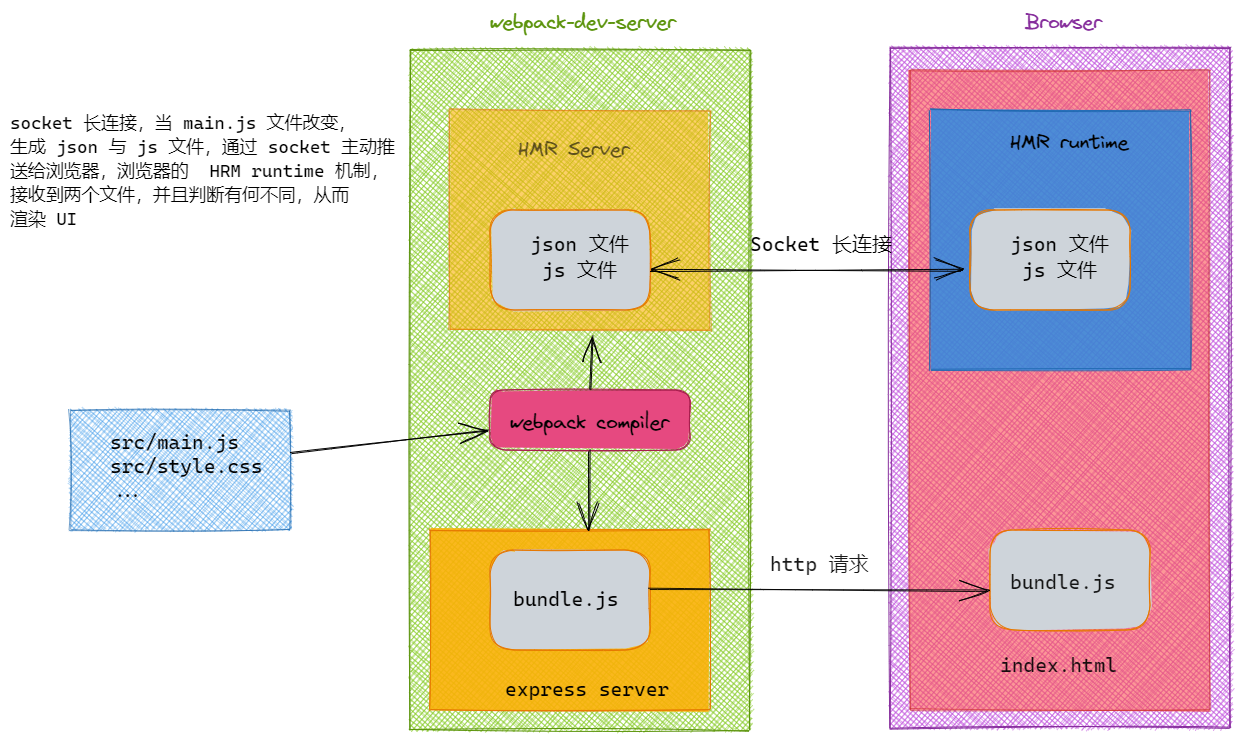 webpack-dev-server
Browser
socket 长连接，当 main.js 文件改变，
生成 json 与 js 文件，通过 socket 主动推
送给浏览器，浏览器的 HRM runtime 机制，
接收到两个文件，并且判断有何不同，从而
渲染 UI
HMR Server
json 文件
js 文件
Socket 长连接
HMR runtime
json 文件
js 文件
src/main.js
src/style.css
...
webpack compiler
bundle.js
express server
http 请求
bundle.js
index.html